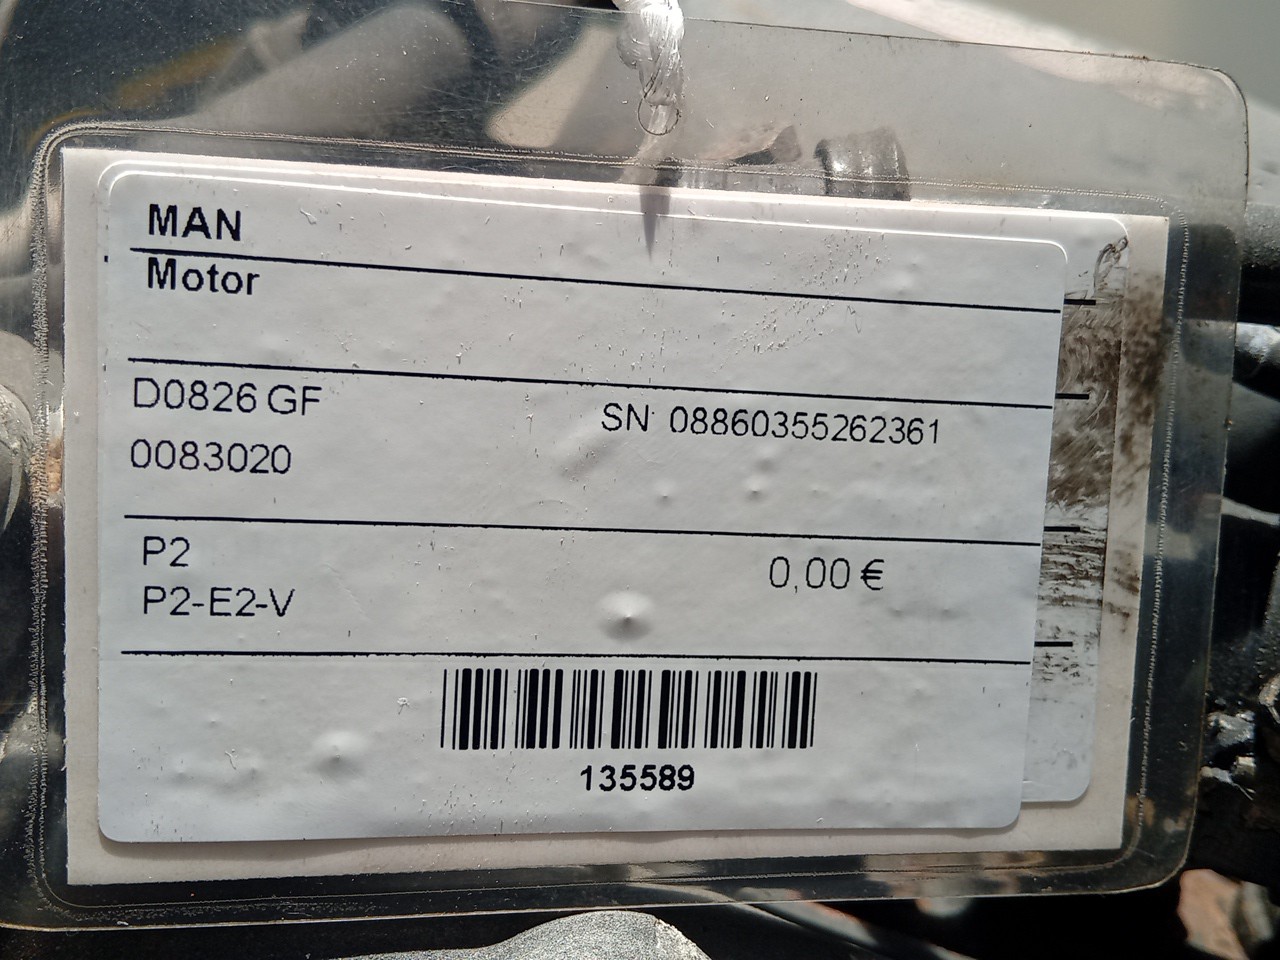 MAN
Motor
D0826 GF
SN 08860355262361
0083020
P2
0,00 €
P2-E2-V
135589